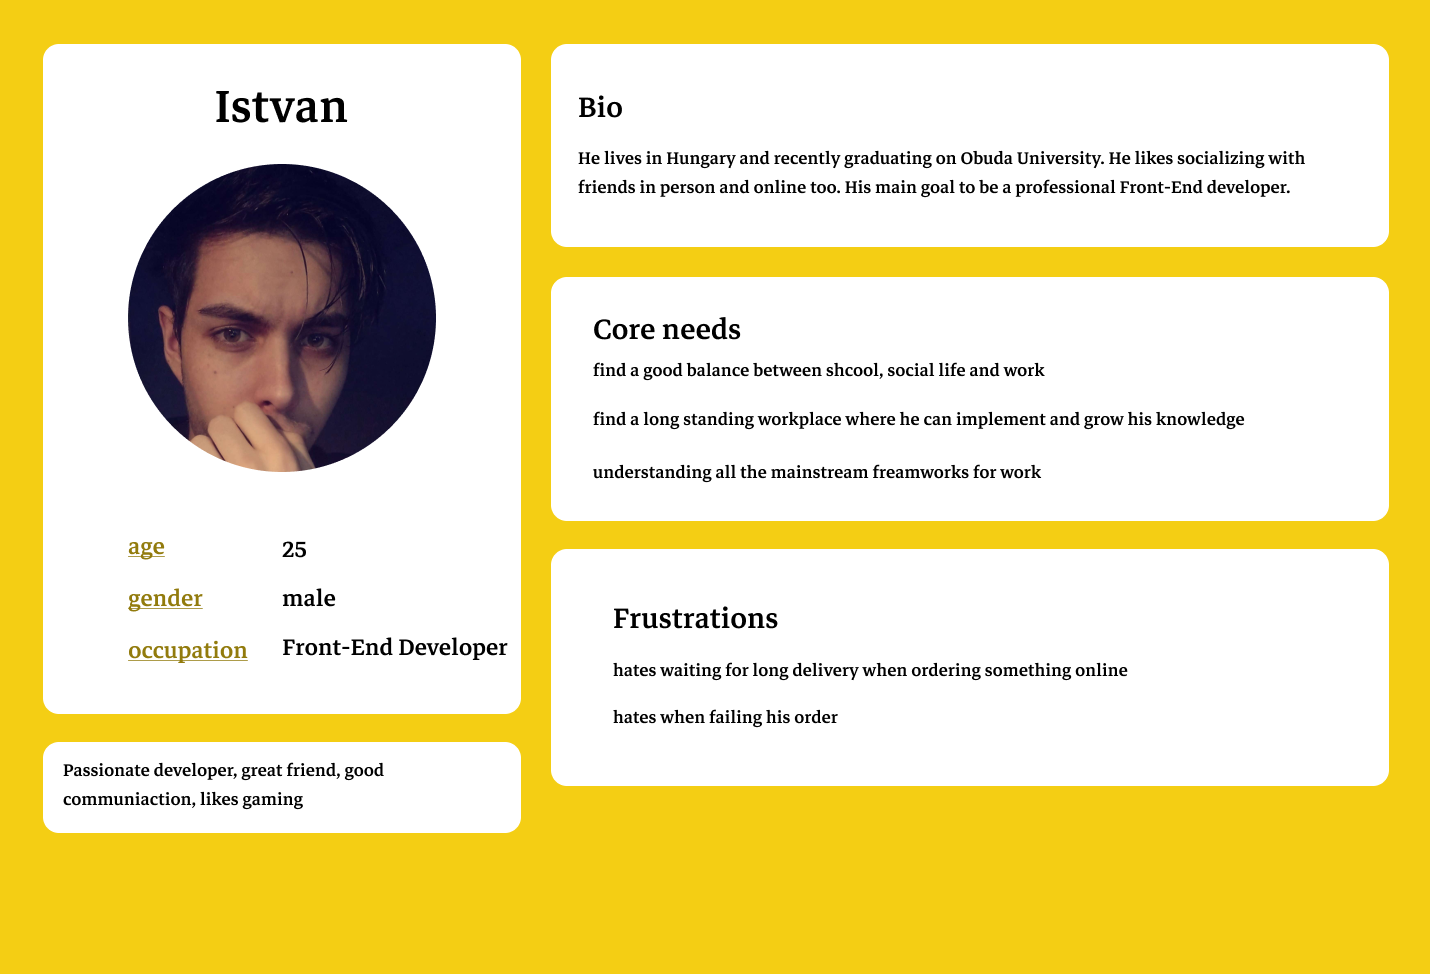 Istvan
age 25
gender male
occupation Front-End Developer
Passionate developer, great friend, good
communiaction, likes gaming
Bio
He lives in Hungary and recently graduating on Obuda University. He likes socializing with
friends in person and online too. His main goal to be a professional Front-End developer.
Core needs
find a good balance between shcool, social life and work
find a long standing workplace where he can implement and grow his knowledge
understanding all the mainstream freamworks for work
Frustrations
hates waiting for long delivery when ordering something online
hates when failing his order